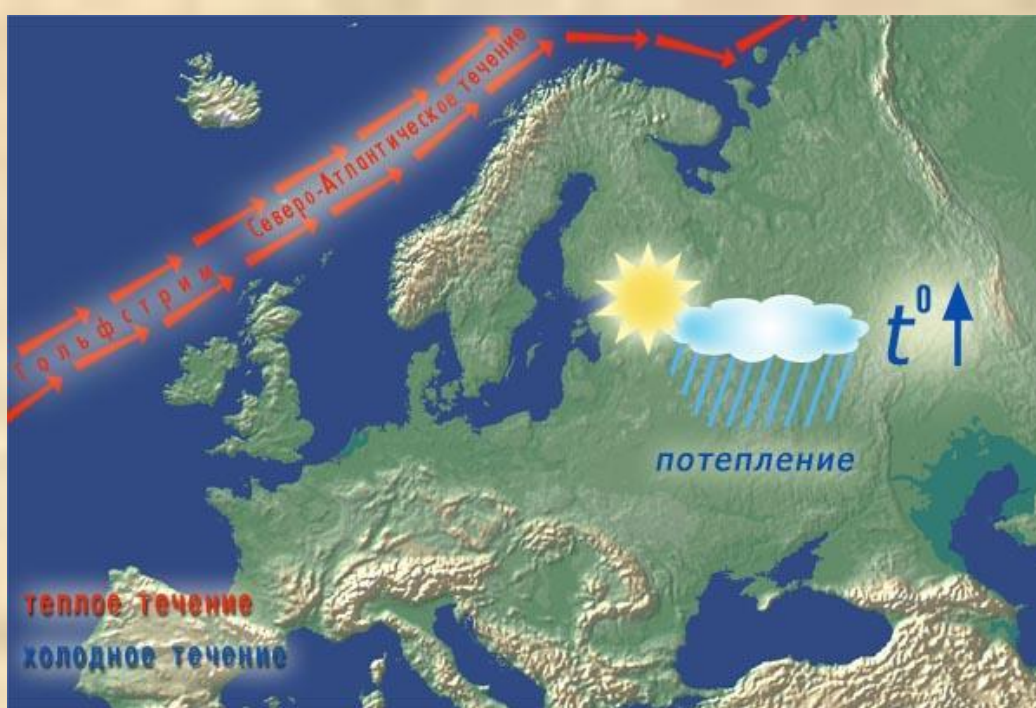 Северо-Атлантическое течение
Гольфстрим
t⁰
потепление
теплое течение
холодное течение